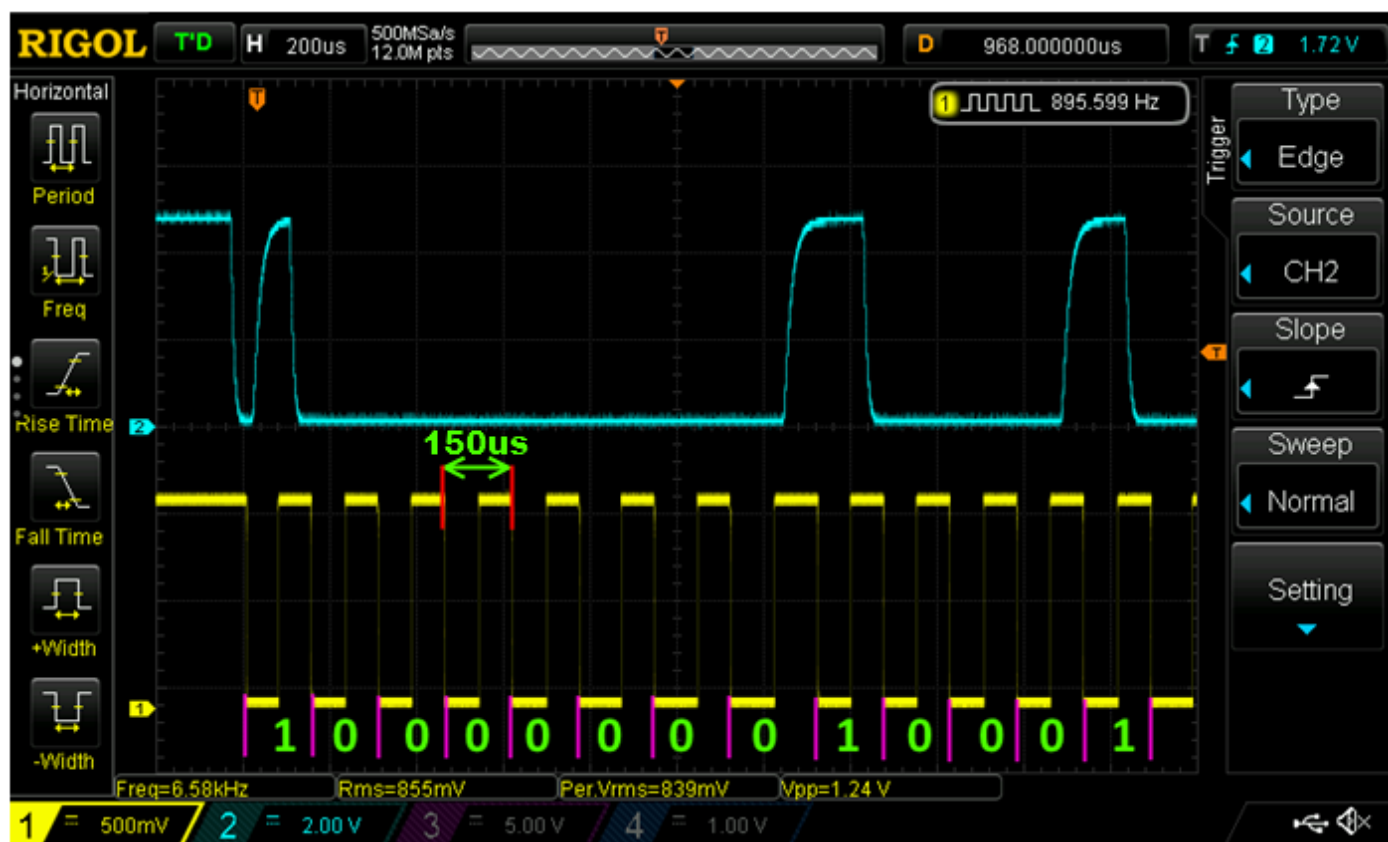 RIGOL T'D H 200us 500MSa/s 12.0M pts T D 968.000000us T 2 1.72 V
Horizontal
T
1 895.599 Hz
Period
Freq
Rise Time
Fall Time
+Width
-Width
Trigger
Type
Edge
Source
CH2
Slope
Sweep
Normal
Setting
T
2
150us
1
1 0 0 0 0 0 0 0 1 0 0 0 1
Freq=6.58kHz Rms=855mV Per.Vrms=839mV Vpp=1.24 V
1 = 500mV 2 = 2.00 V 3 = 5.00 V 4 = 1.00 V